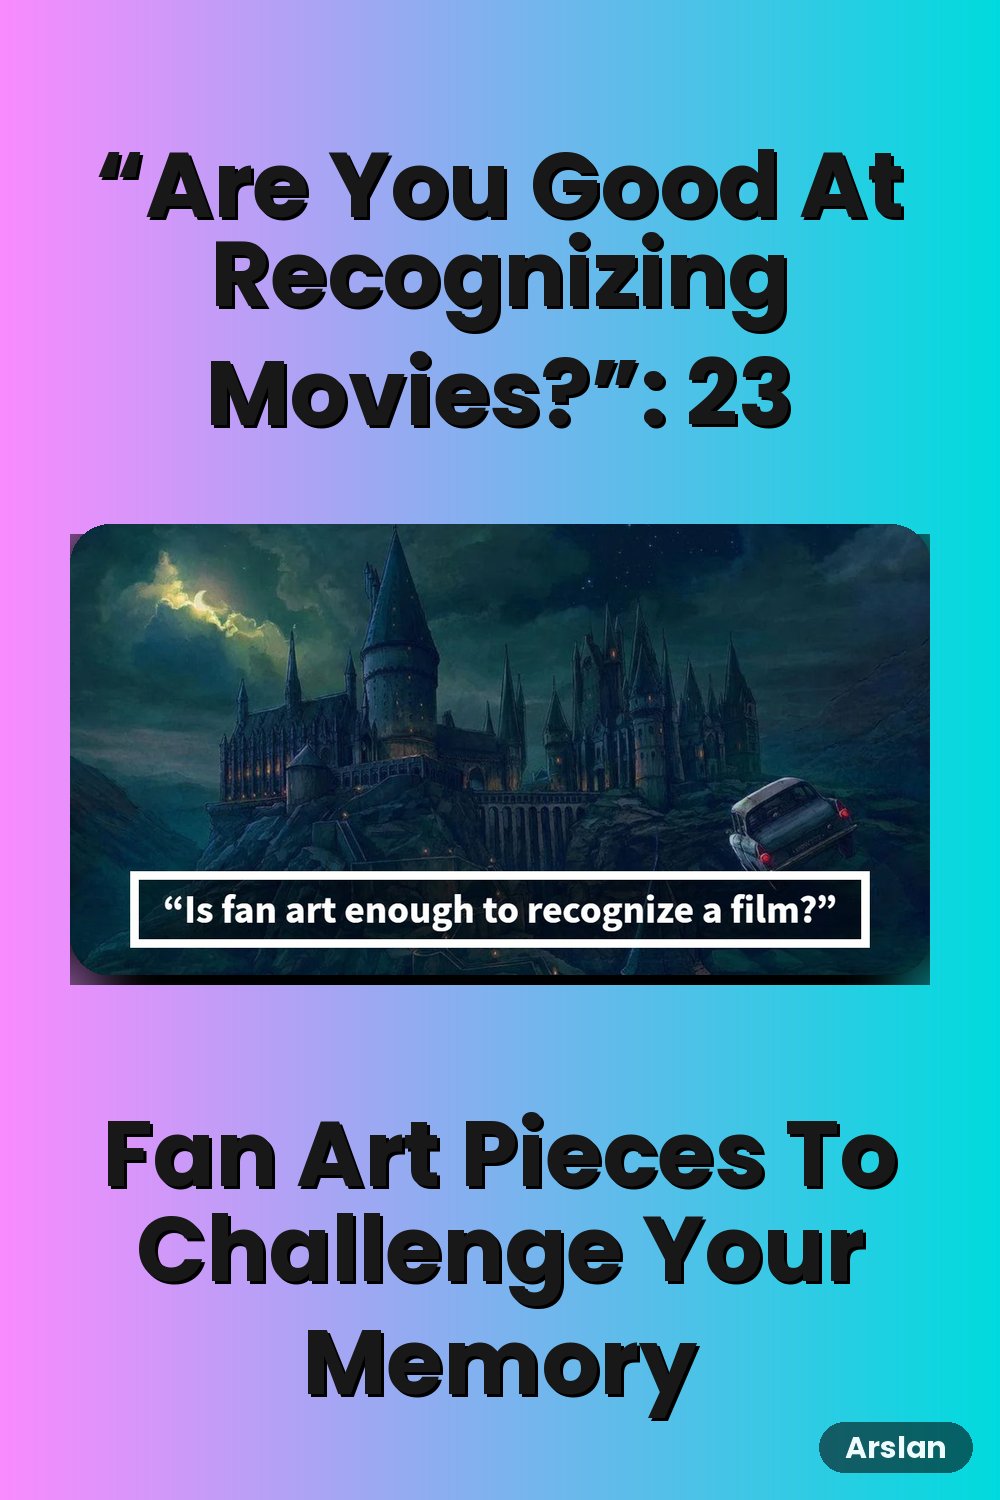 “Are You Good At
Recognizing
Movies?”: 23
“Is fan art enough to recognize a film?”
Fan Art Pieces To
Challenge Your
Memory
Arslan